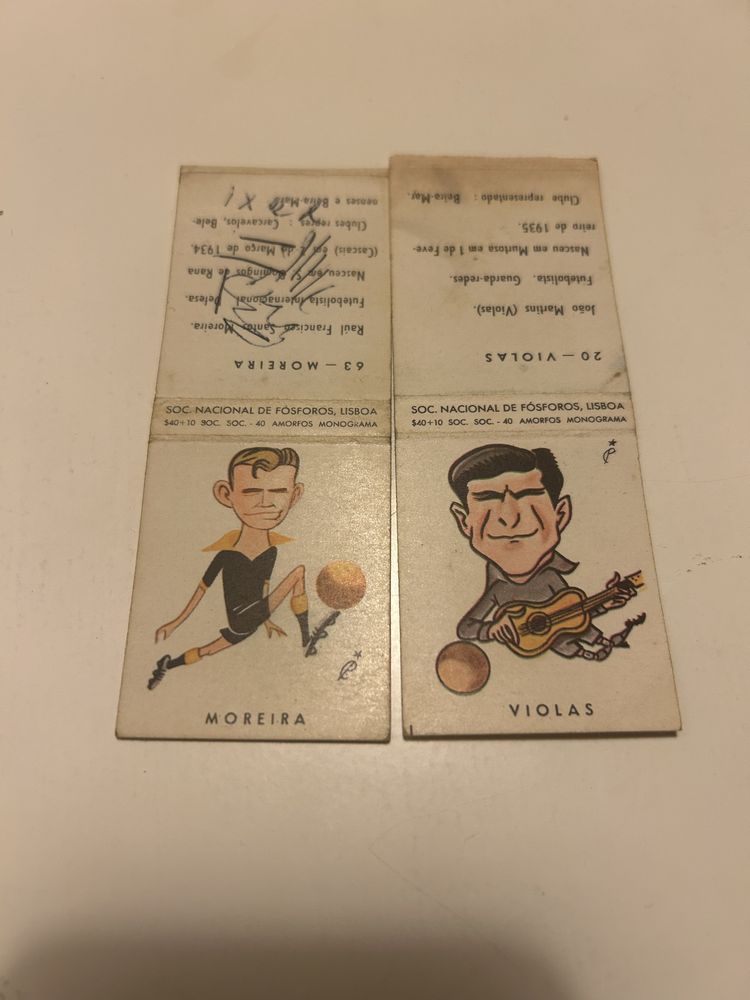 63 — MOREIRA
Raúl Francisco Santos Moreira.
Futebolista Internacional. Defesa.
Nasceu em S. Domingos de Rana
(Cascais) em de Março de 1934.
Clubes repres : Carcavelos, Bele-
nenses e Beira-Mar.
SOC. NACIONAL DE FÓSFOROS, LISBOA
$40+10 SOC. SOC. - 40 AMORFOS MONOGRAMA
MOREIRA
20 — VIOLAS
João Martins (Violas).
Futebolista. Guarda-redes.
Nasceu em Murtosa em 1 de Feve-
reiro de 1935.
Clube representado : Beira-Mar.
SOC. NACIONAL DE FÓSFOROS, LISBOA
$40+10 SOC. SOC. - 40 AMORFOS MONOGRAMA
VIOLAS